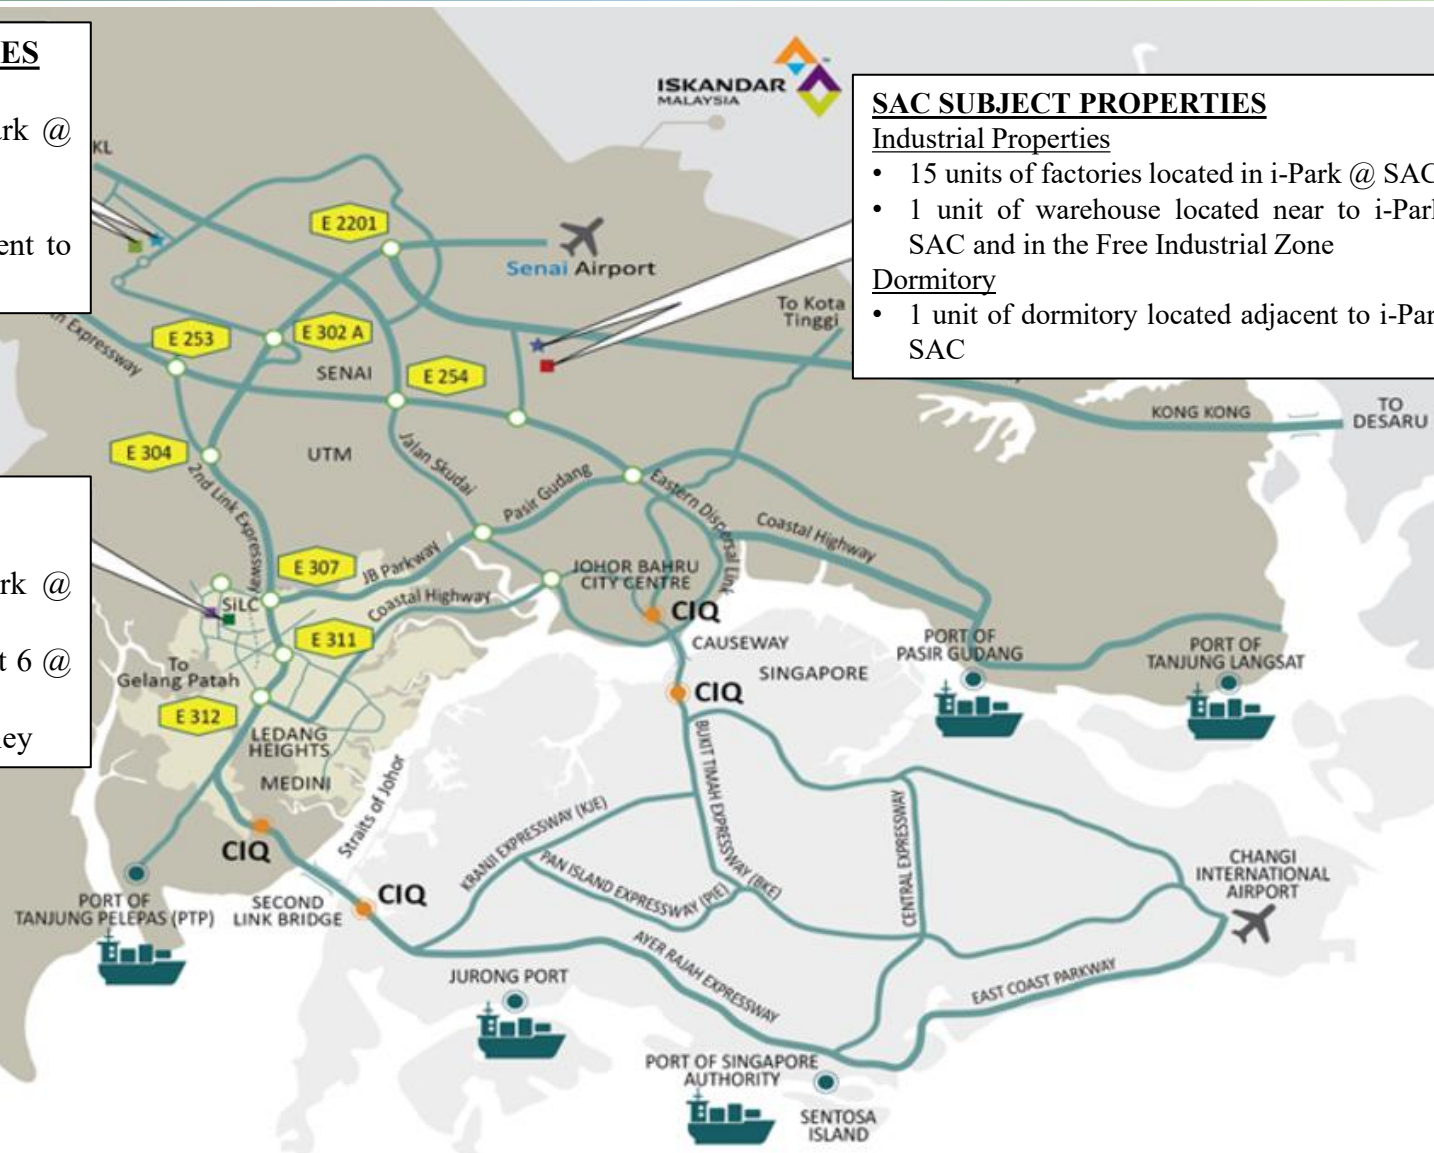 ES
ark @
ent to
ISKANDAR
MALAYSIA
SAC SUBJECT PROPERTIES
Industrial Properties
• 15 units of factories located in i-Park @ SAC
• 1 unit of warehouse located near to i-Park
SAC and in the Free Industrial Zone
Dormitory
• 1 unit of dormitory located adjacent to i-Par
SAC
KL
E 2201
Senai Airport
To Kota
Tinggi
Expressway
E 253
E 302 A
SENAI
E 254
KONG KONG
TO
DESARU
E 304
UTM
Jalan Skudai
2nd Link Expressway
Pasir Gudang
Eastern Dispersal Link
Coastal Highway
ark @
t 6 @
ey
E 307
JB Parkway
JOHOR BAHRU
CITY CENTRE
CIQ
SiLC
Coastal Highway
E 311
CAUSEWAY
SINGAPORE
PORT OF
PASIR GUDANG
PORT OF
TANJUNG LANGSAT
To
Gelang Patah
CIQ
E 312
LEDANG
HEIGHTS
MEDINI
Straits of Johor
BUKIT TIMAH EXPRESSWAY (BKE)
KRANJI EXPRESSWAY (KJE)
PAN ISLAND EXPRESSWAY (PIE)
CENTRAL EXPRESSWAY
CIQ
CIQ
CHANGI
INTERNATIONAL
AIRPORT
PORT OF
TANJUNG PELEPAS (PTP)
SECOND
LINK BRIDGE
AYER RAJAH EXPRESSWAY
EAST COAST PARKWAY
JURONG PORT
PORT OF SINGAPORE
AUTHORITY
SENTOSA
ISLAND